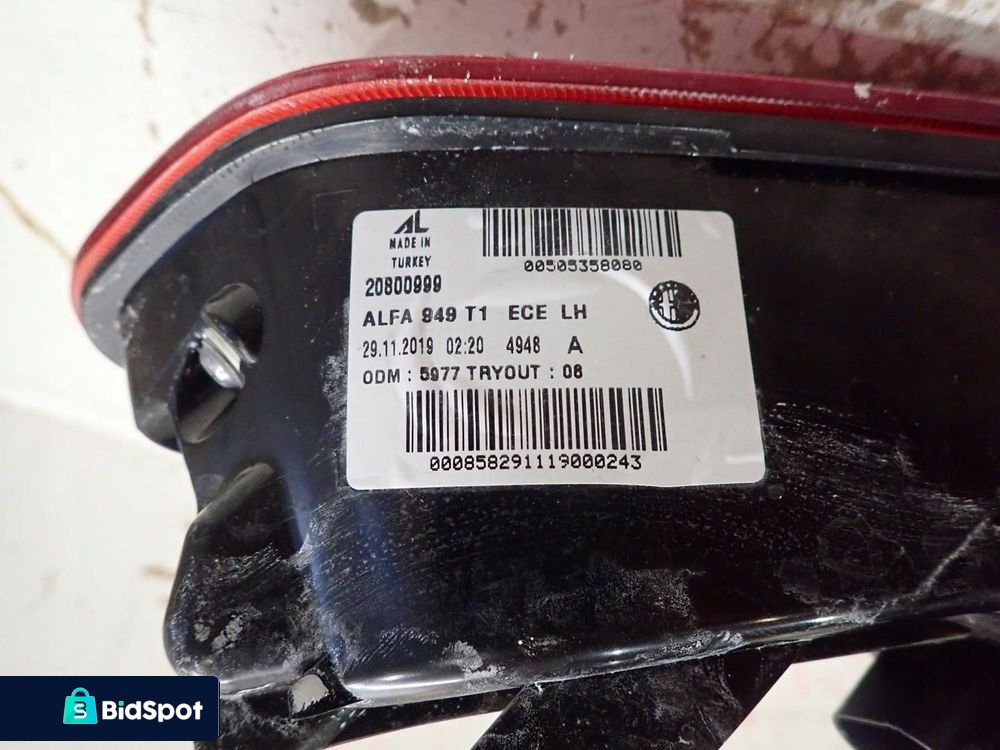 AL
MADE IN
TURKEY
00505358080
20800999
ALFA 949 T1 ECE LH
29.11.2019 02:20 4948 A
ODM : 5977 TRYOUT : 06
000858291119000243
BidSpot